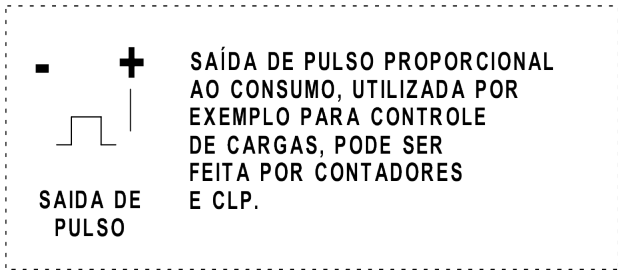 - +
SAÍDA DE PULSO PROPORCIONAL
AO CONSUMO, UTILIZADA POR
EXEMPLO PARA CONTROLE
DE CARGAS, PODE SER
FEITA POR CONTADORES
E CLP.
SAIDA DE
PULSO